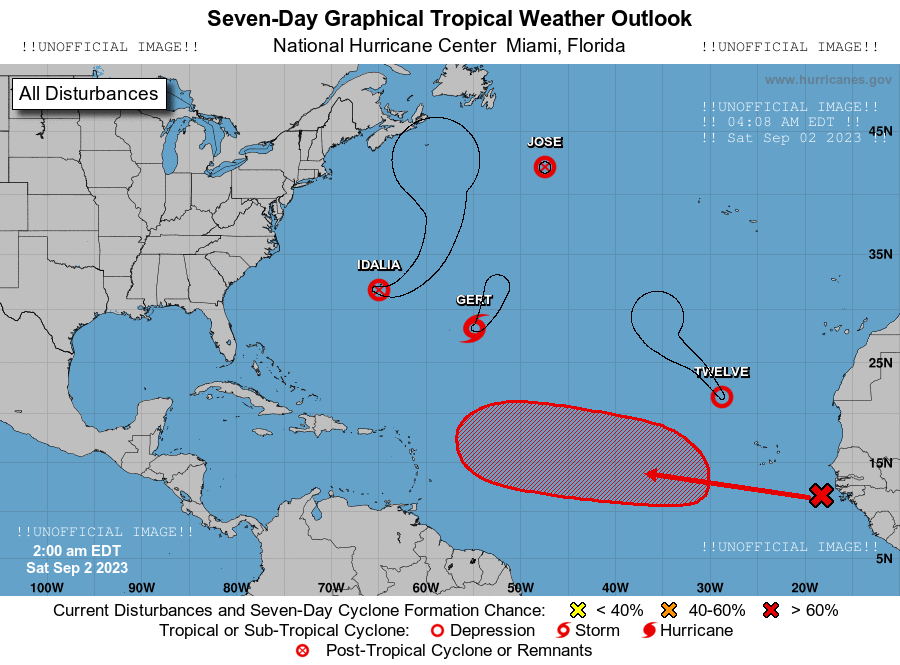 Seven-Day Graphical Tropical Weather Outlook
!!UNOFFICIAL IMAGE!!
National Hurricane Center  Miami, Florida
!!UNOFFICIAL IMAGE!!
All Disturbances
www.hurricanes.gov
!!UNOFFICIAL IMAGE!!
!! 04:08 AM EDT !!
!! Sat Sep 02 2023 !!
45N
JOSE
35N
IDALIA
GERT
25N
TWELVE
15N
!!UNOFFICIAL IMAGE!!
2:00 am EDT
Sat Sep 2 2023
!!UNOFFICIAL IMAGE!!
5N
100W 90W 80W 70W 60W 50W 40W 30W 20W
Current Disturbances and Seven-Day Cyclone Formation Chance: < 40% 40-60% > 60%
Tropical or Sub-Tropical Cyclone: Depression Storm Hurricane
Post-Tropical Cyclone or Remnants